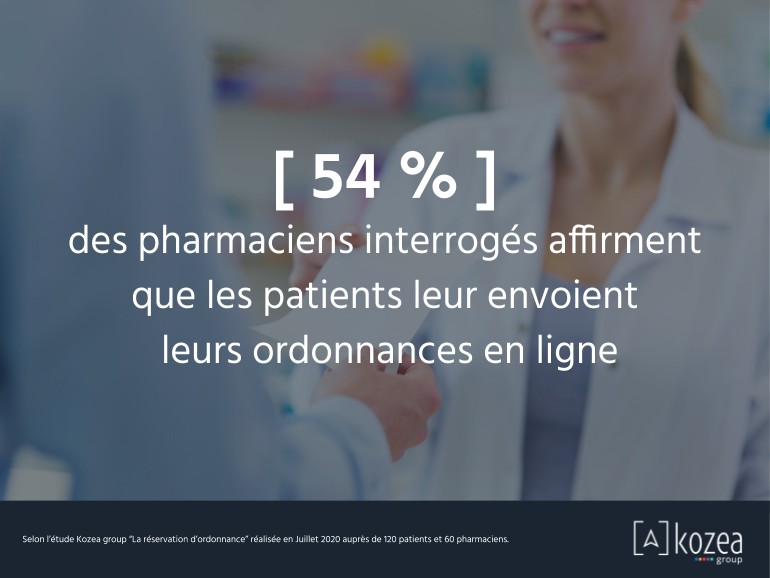 [ 54 % ]
des pharmaciens interrogés affirment
que les patients leur envoient
leurs ordonnances en ligne
Selon l'étude Kozea group "La réservation d'ordonnance" réalisée en Juillet 2020 auprès de 120 patients et 60 pharmaciens.
[A] kozea
group